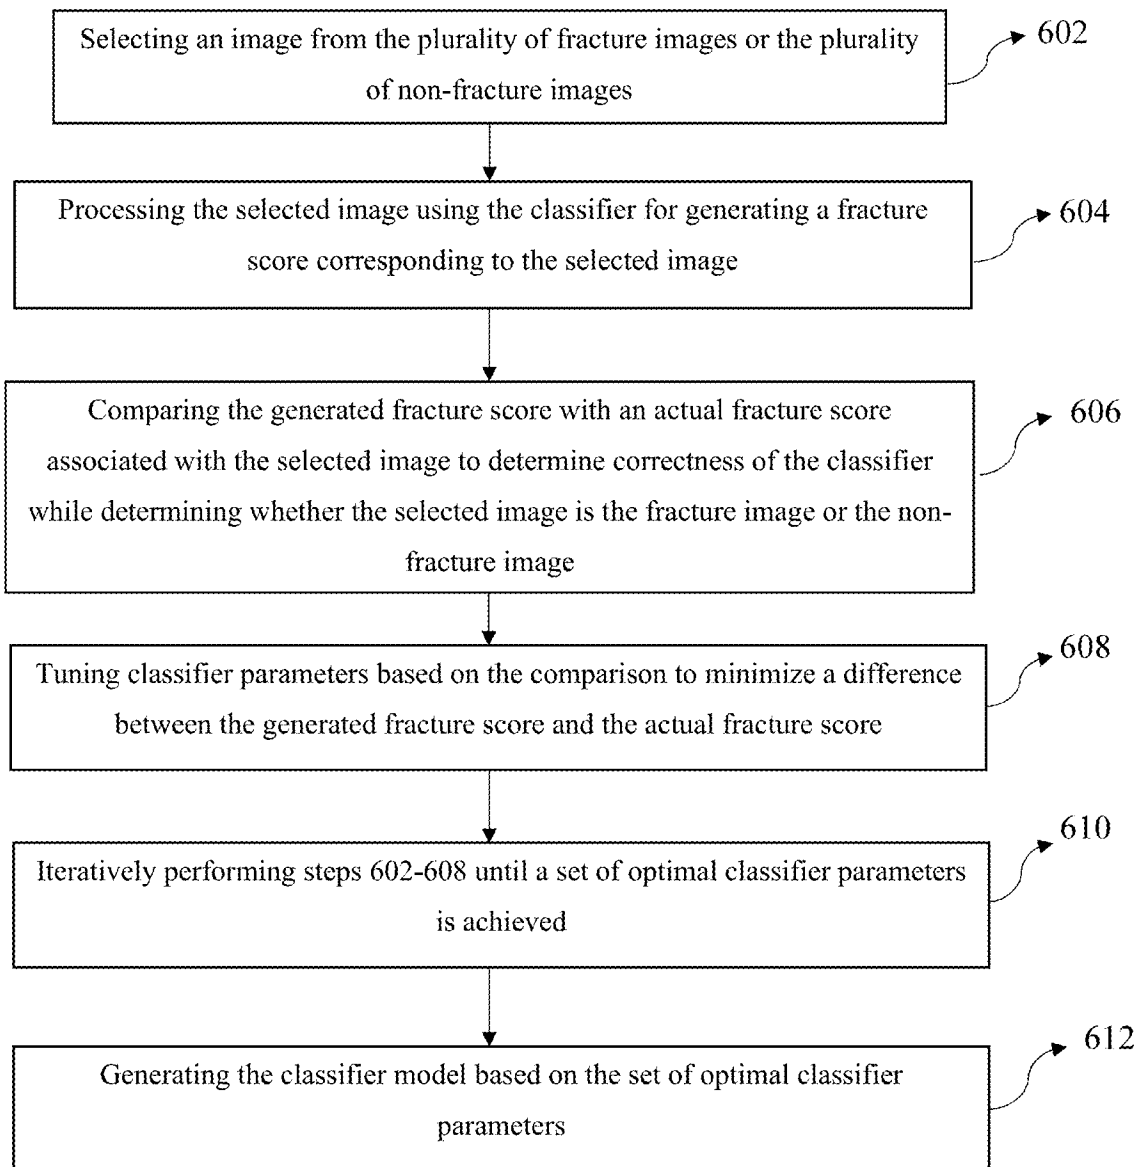 Selecting an image from the plurality of fracture images or the plurality
of non-fracture images
602
Processing the selected image using the classifier for generating a fracture
score corresponding to the selected image
604
Comparing the generated fracture score with an actual fracture score
associated with the selected image to determine correctness of the classifier
while determining whether the selected image is the fracture image or the non-
fracture image
606
Tuning classifier parameters based on the comparison to minimize a difference
between the generated fracture score and the actual fracture score
608
Iteratively performing steps 602-608 until a set of optimal classifier parameters
is achieved
610
Generating the classifier model based on the set of optimal classifier
parameters
612